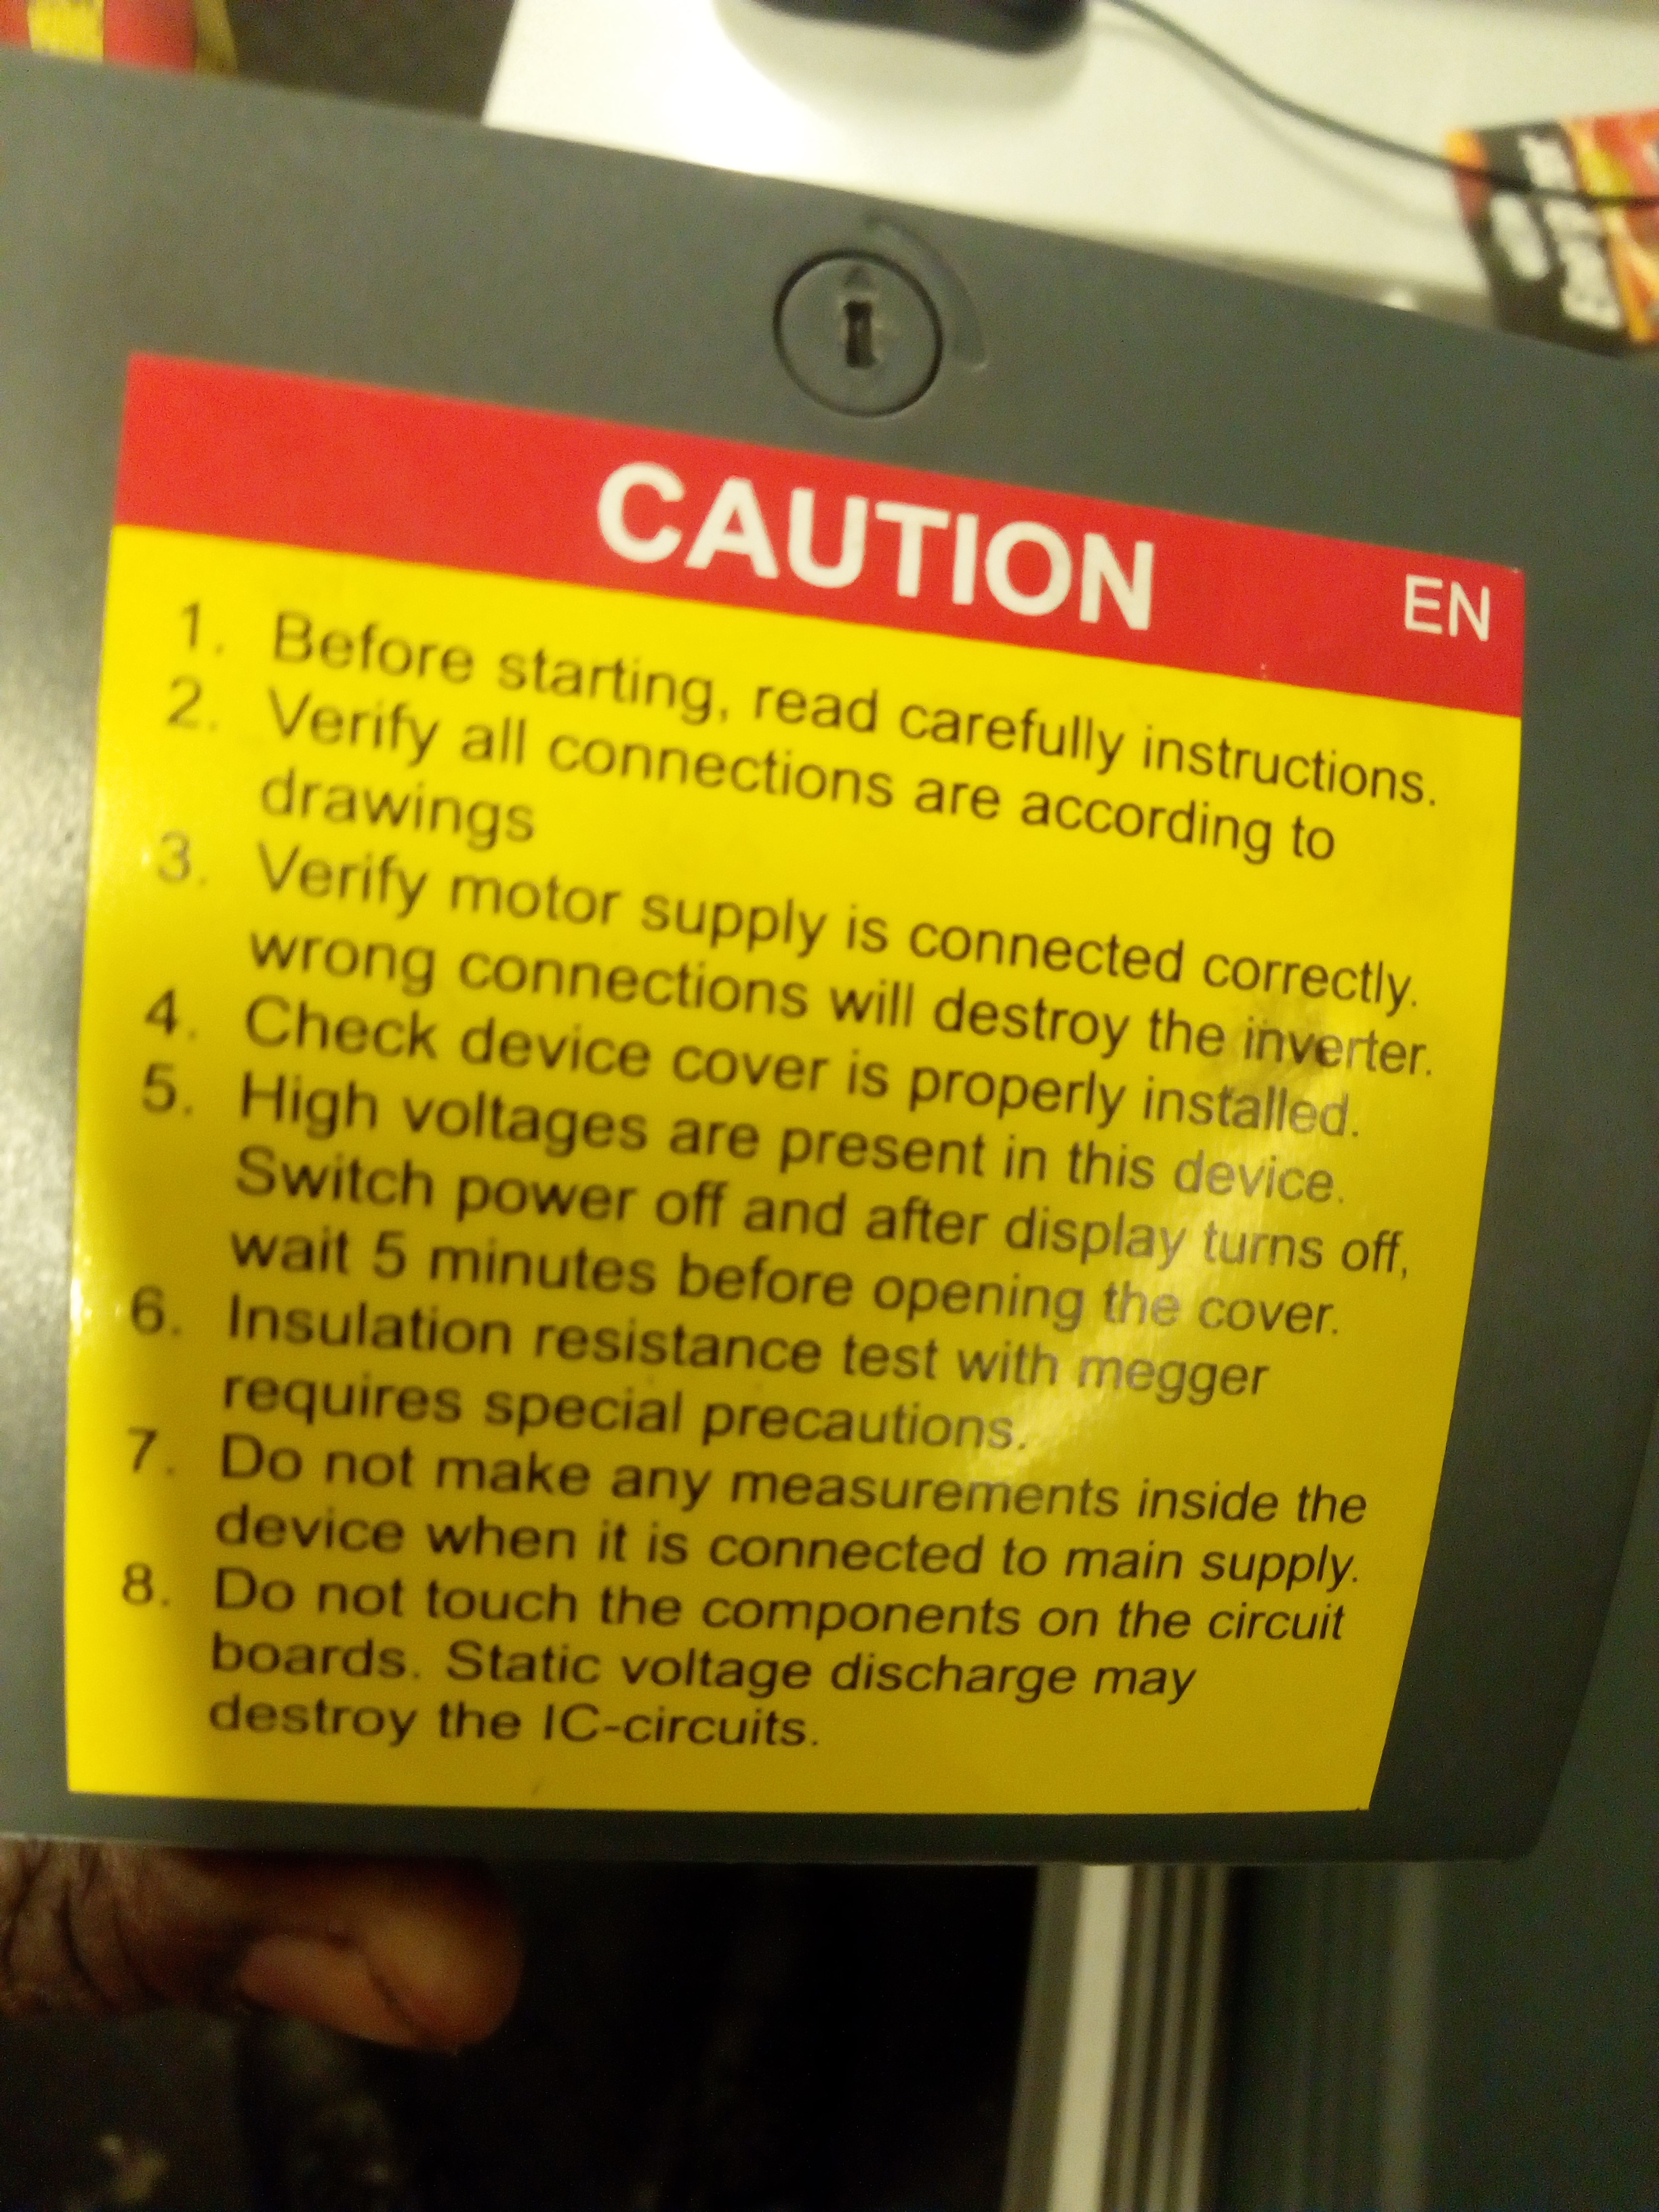 CAUTION EN
1. Before starting, read carefully instructions.
2. Verify all connections are according to
drawings
3. Verify motor supply is connected correctly.
wrong connections will destroy the inverter.
4. Check device cover is properly installed.
5. High voltages are present in this device.
Switch power off and after display turns off,
wait 5 minutes before opening the cover.
6. Insulation resistance test with megger
requires special precautions.
7. Do not make any measurements inside the
device when it is connected to main supply.
8. Do not touch the components on the circuit
boards. Static voltage discharge may
destroy the IC-circuits.